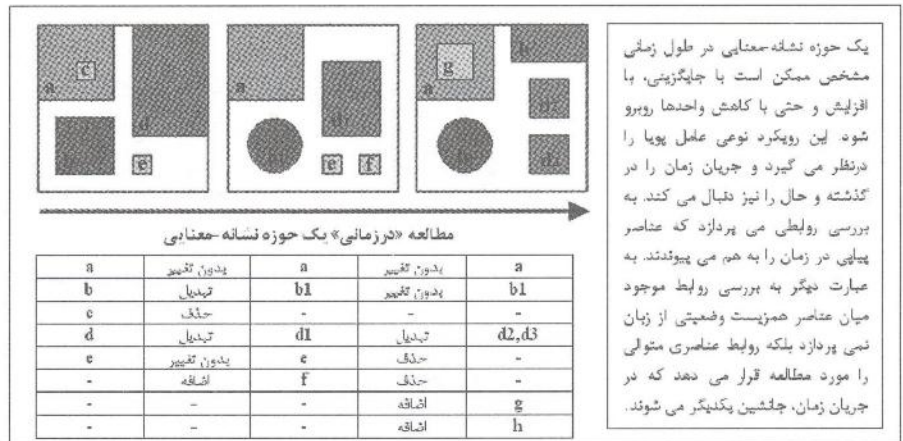 یک حوزه نشانه-معنایی در طول زمانی
مشخص ممکن است با جایگزینی، با
افزایش و حتی با کاهش واحدها روبرو
شود. این رویکرد نوعی عامل پویا را
درنظر می گیرد و جریان زمان را در
گذشته و حال را نیز دنبال می کند. به
بررسی روابطی می پردازد که عناصر
پیاپی در زمان را به هم می پیوندند. به
عبارت دیگر به بررسی روابط موجود
میان عناصر همزیست وضعیتی از زبان
نمی پردازد بلکه روابط عناصری متوالی
را مورد مطالعه قرار می دهد که در
جریان زمان، جانشین یکدیگر می شوند.
a c d b e
a d1 b1 e f
a g h d2 b1 d3
مطالعه «درزمانی» یک حوزه نشانه-معنایی
a بدون تغییر a بدون تغییر a
b تبدیل b1 بدون تغییر b1
c حذف - - -
d تبدیل d1 تبدیل d2,d3
e بدون تغییر e حذف -
- اضافه f حذف -
- - - اضافه g
- - - اضافه h